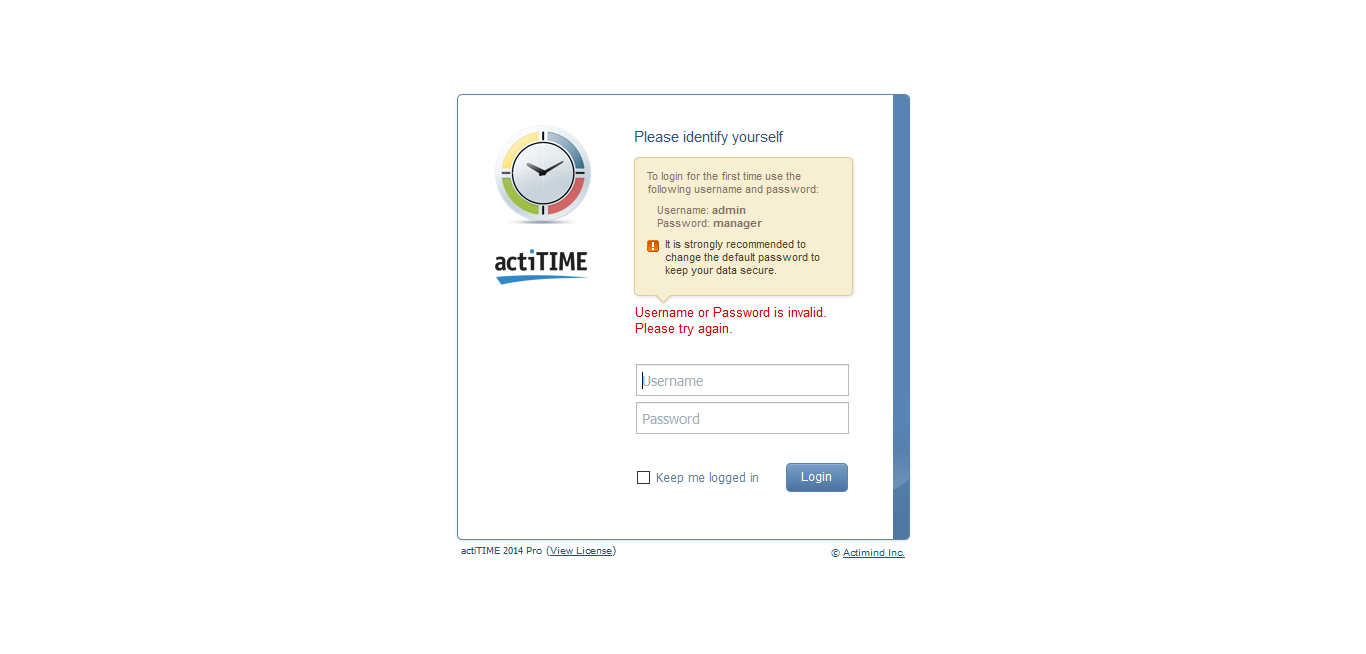 Please identify yourself
To login for the first time use the
following username and password:
Username: admin
Password: manager
It is strongly recommended to
change the default password to
keep your data secure.
actiTIME
Username or Password is invalid.
Please try again.
Username
Password
Keep me logged in
Login
actiTIME 2014 Pro (View License)
© Actimind Inc.